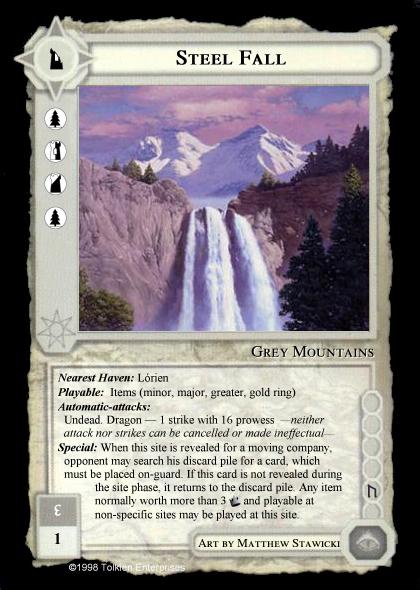 STEEL FALL
GREY MOUNTAINS
Nearest Haven: Lórien
Playable: Items (minor, major, greater, gold ring)
Automatic-attacks:
Undead. Dragon — 1 strike with 16 prowess —neither
attack nor strikes can be cancelled or made ineffectual—
Special: When this site is revealed for a moving company,
opponent may search his discard pile for a card, which
must be placed on-guard. If this card is not revealed during
the site phase, it returns to the discard pile. Any item
normally worth more than 3 and playable at
non-specific sites may be played at this site.
ε
1
ART BY MATTHEW STAWICKI
©1998 Tolkien Enterprises